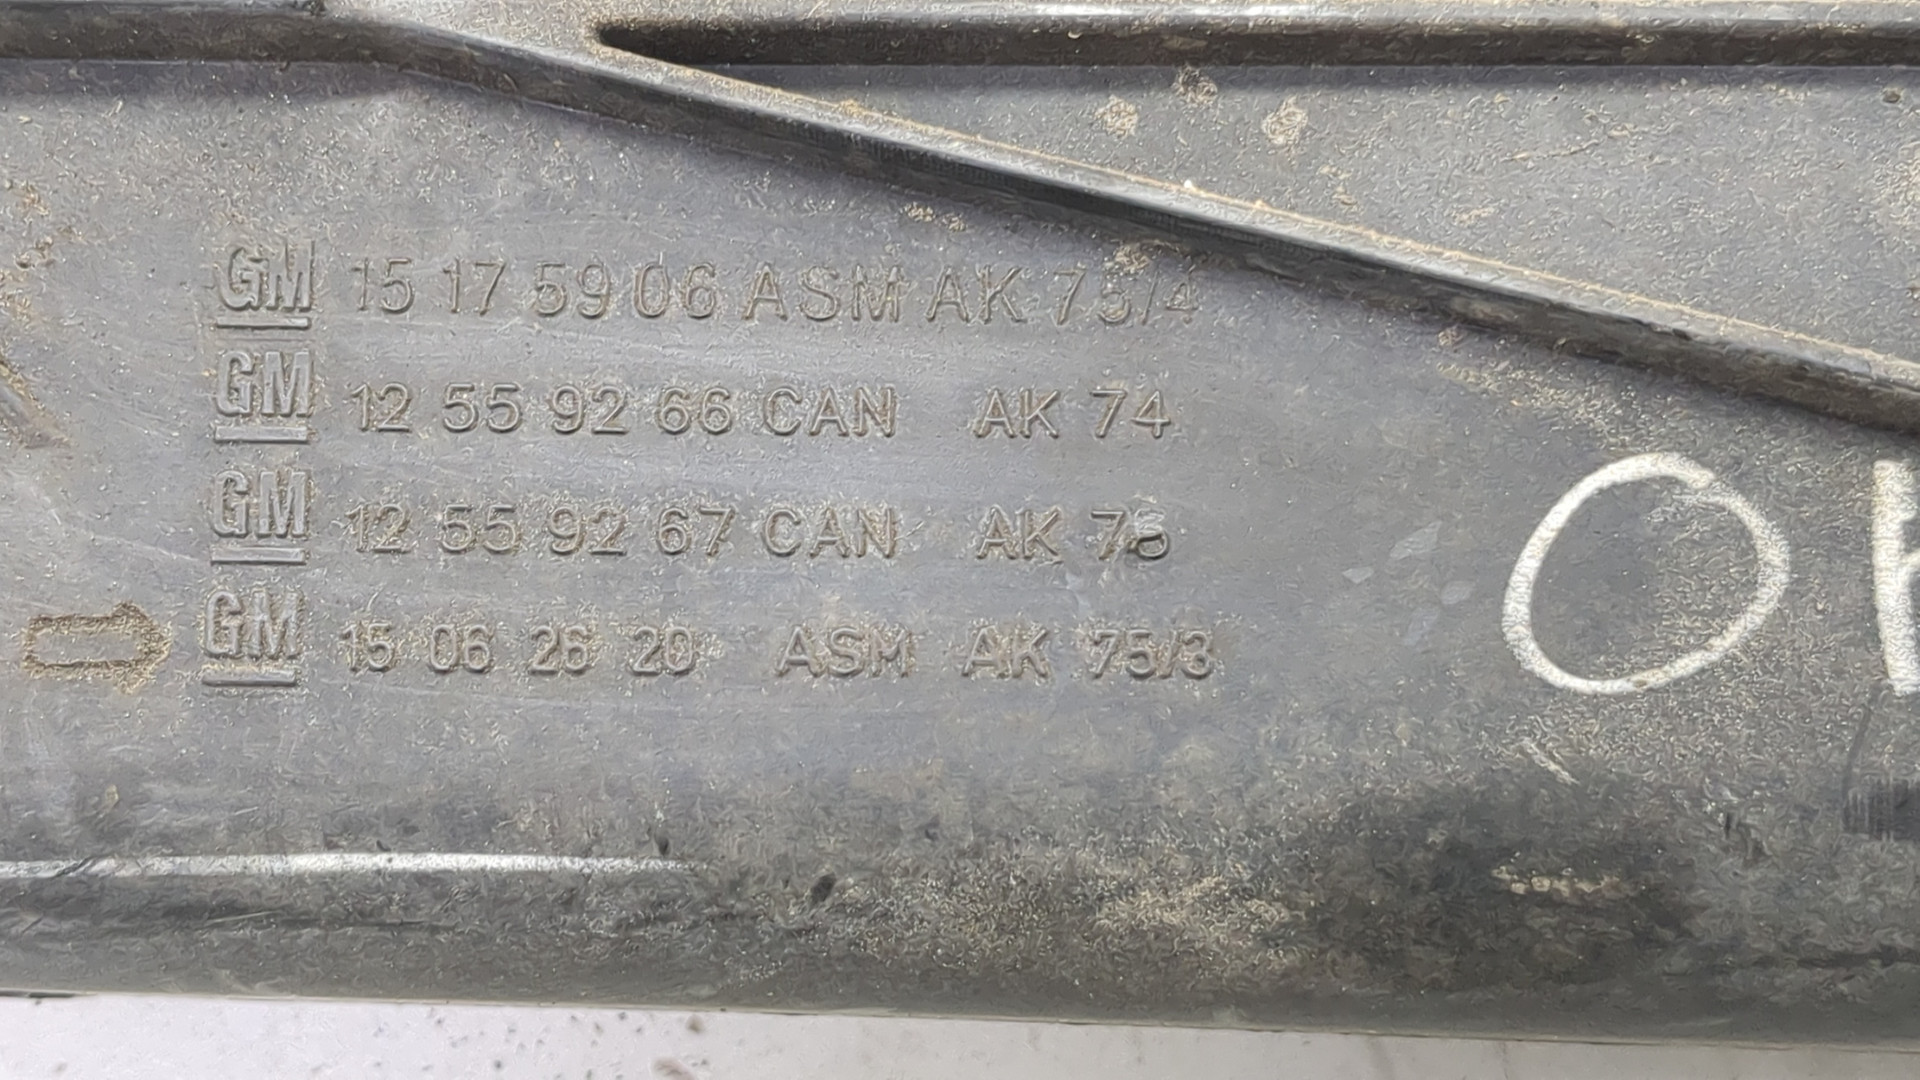 GM 15 17 59 06 ASM AK 75/4
GM 12 55 92 66 CAN AK 74
GM 12 55 92 67 CAN AK
GM 15 06 26 20 ASM AK 75/3